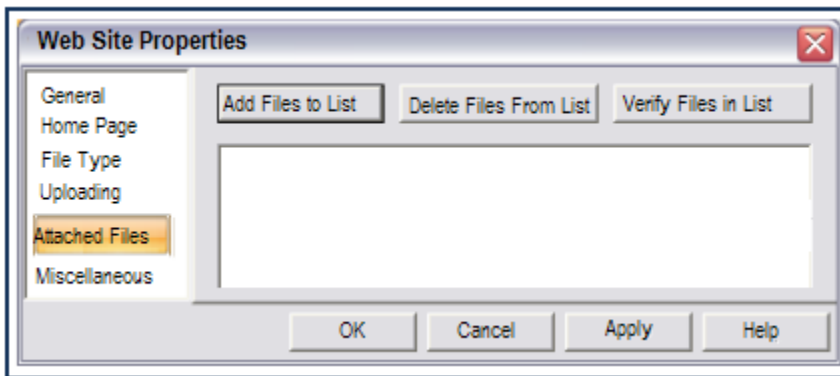 Web Site Properties
General
Home Page
File Type
Uploading
Attached Files
Miscellaneous
Add Files to List
Delete Files From List
Verify Files in List
OK
Cancel
Apply
Help